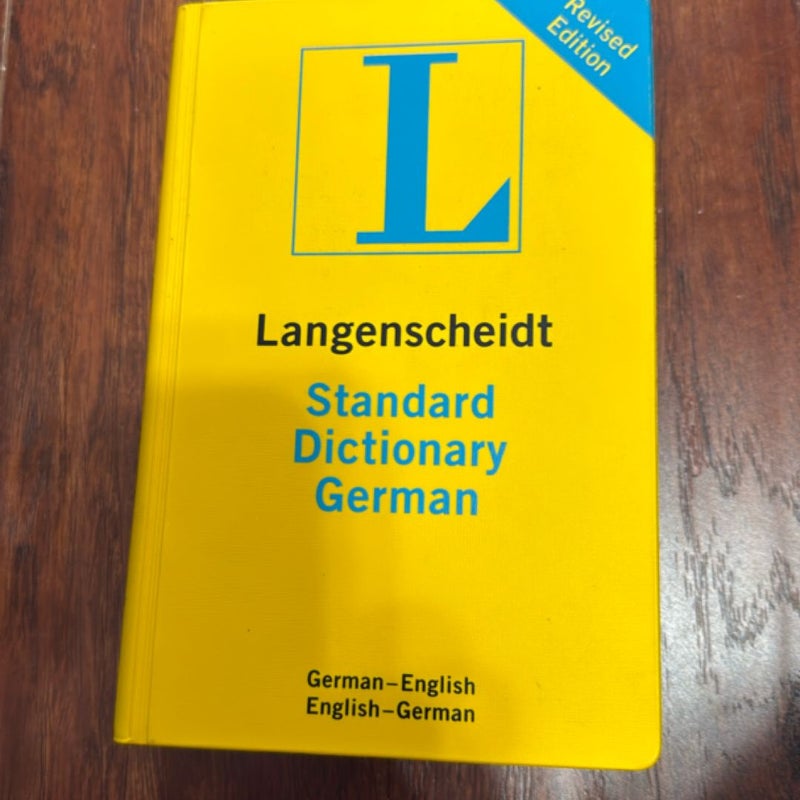 Revised
Edition
L
Langenscheidt
Standard
Dictionary
German
German–English
English–German